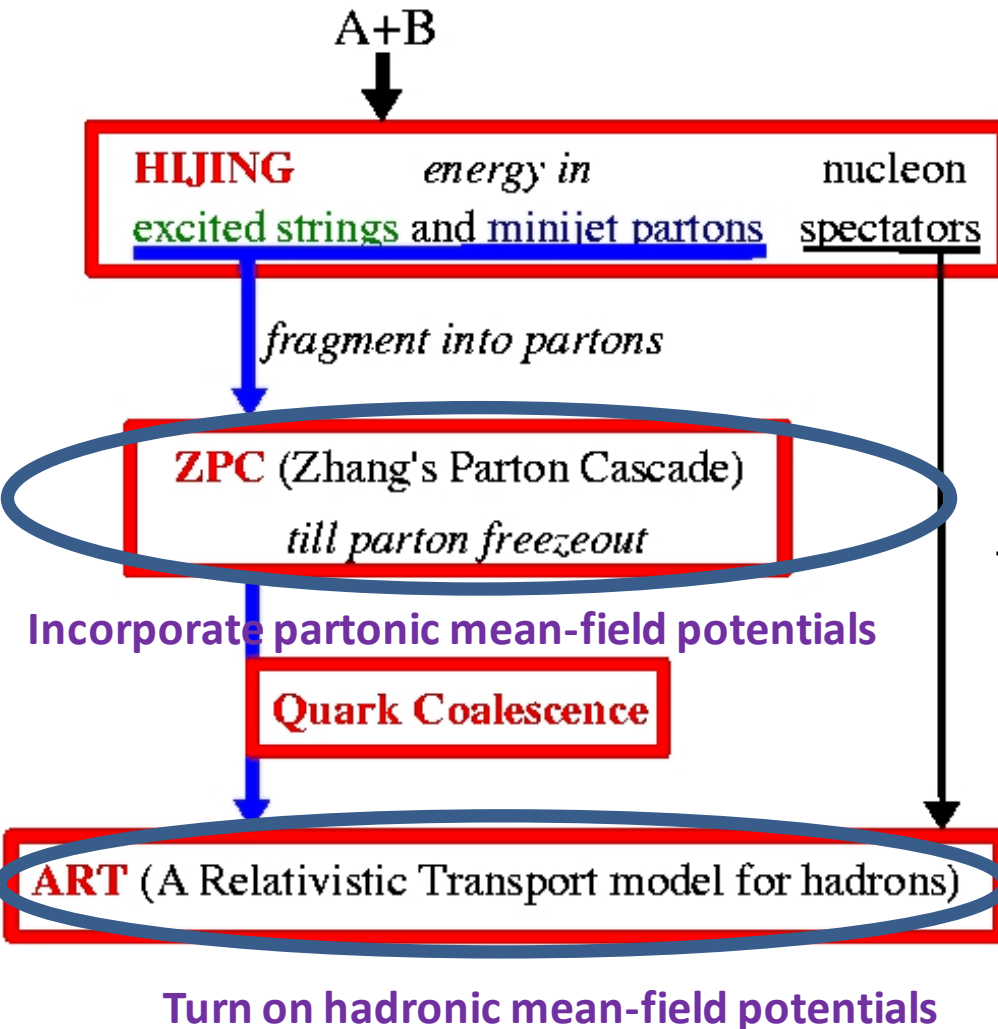 A+B
HIJING energy in nucleon
excited strings and minijet partons spectators
fragment into partons
ZPC (Zhang's Parton Cascade)
till parton freezeout
Incorporate partonic mean-field potentials
Quark Coalescence
ART (A Relativistic Transport model for hadrons)
Turn on hadronic mean-field potentials